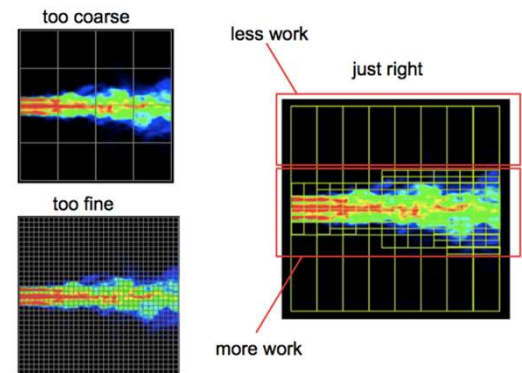 too coarse
less work
just right
too fine
more work